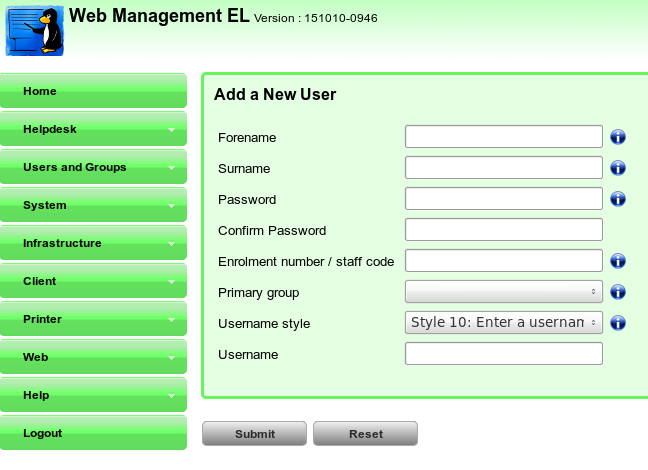 Web Management EL Version : 151010-0946
Home
Helpdesk
Users and Groups
System
Infrastructure
Client
Printer
Web
Help
Logout
Add a New User
Forename
Surname
Password
Confirm Password
Enrolment number / staff code
Primary group
Username style Style 10: Enter a usernam
Username
Submit Reset